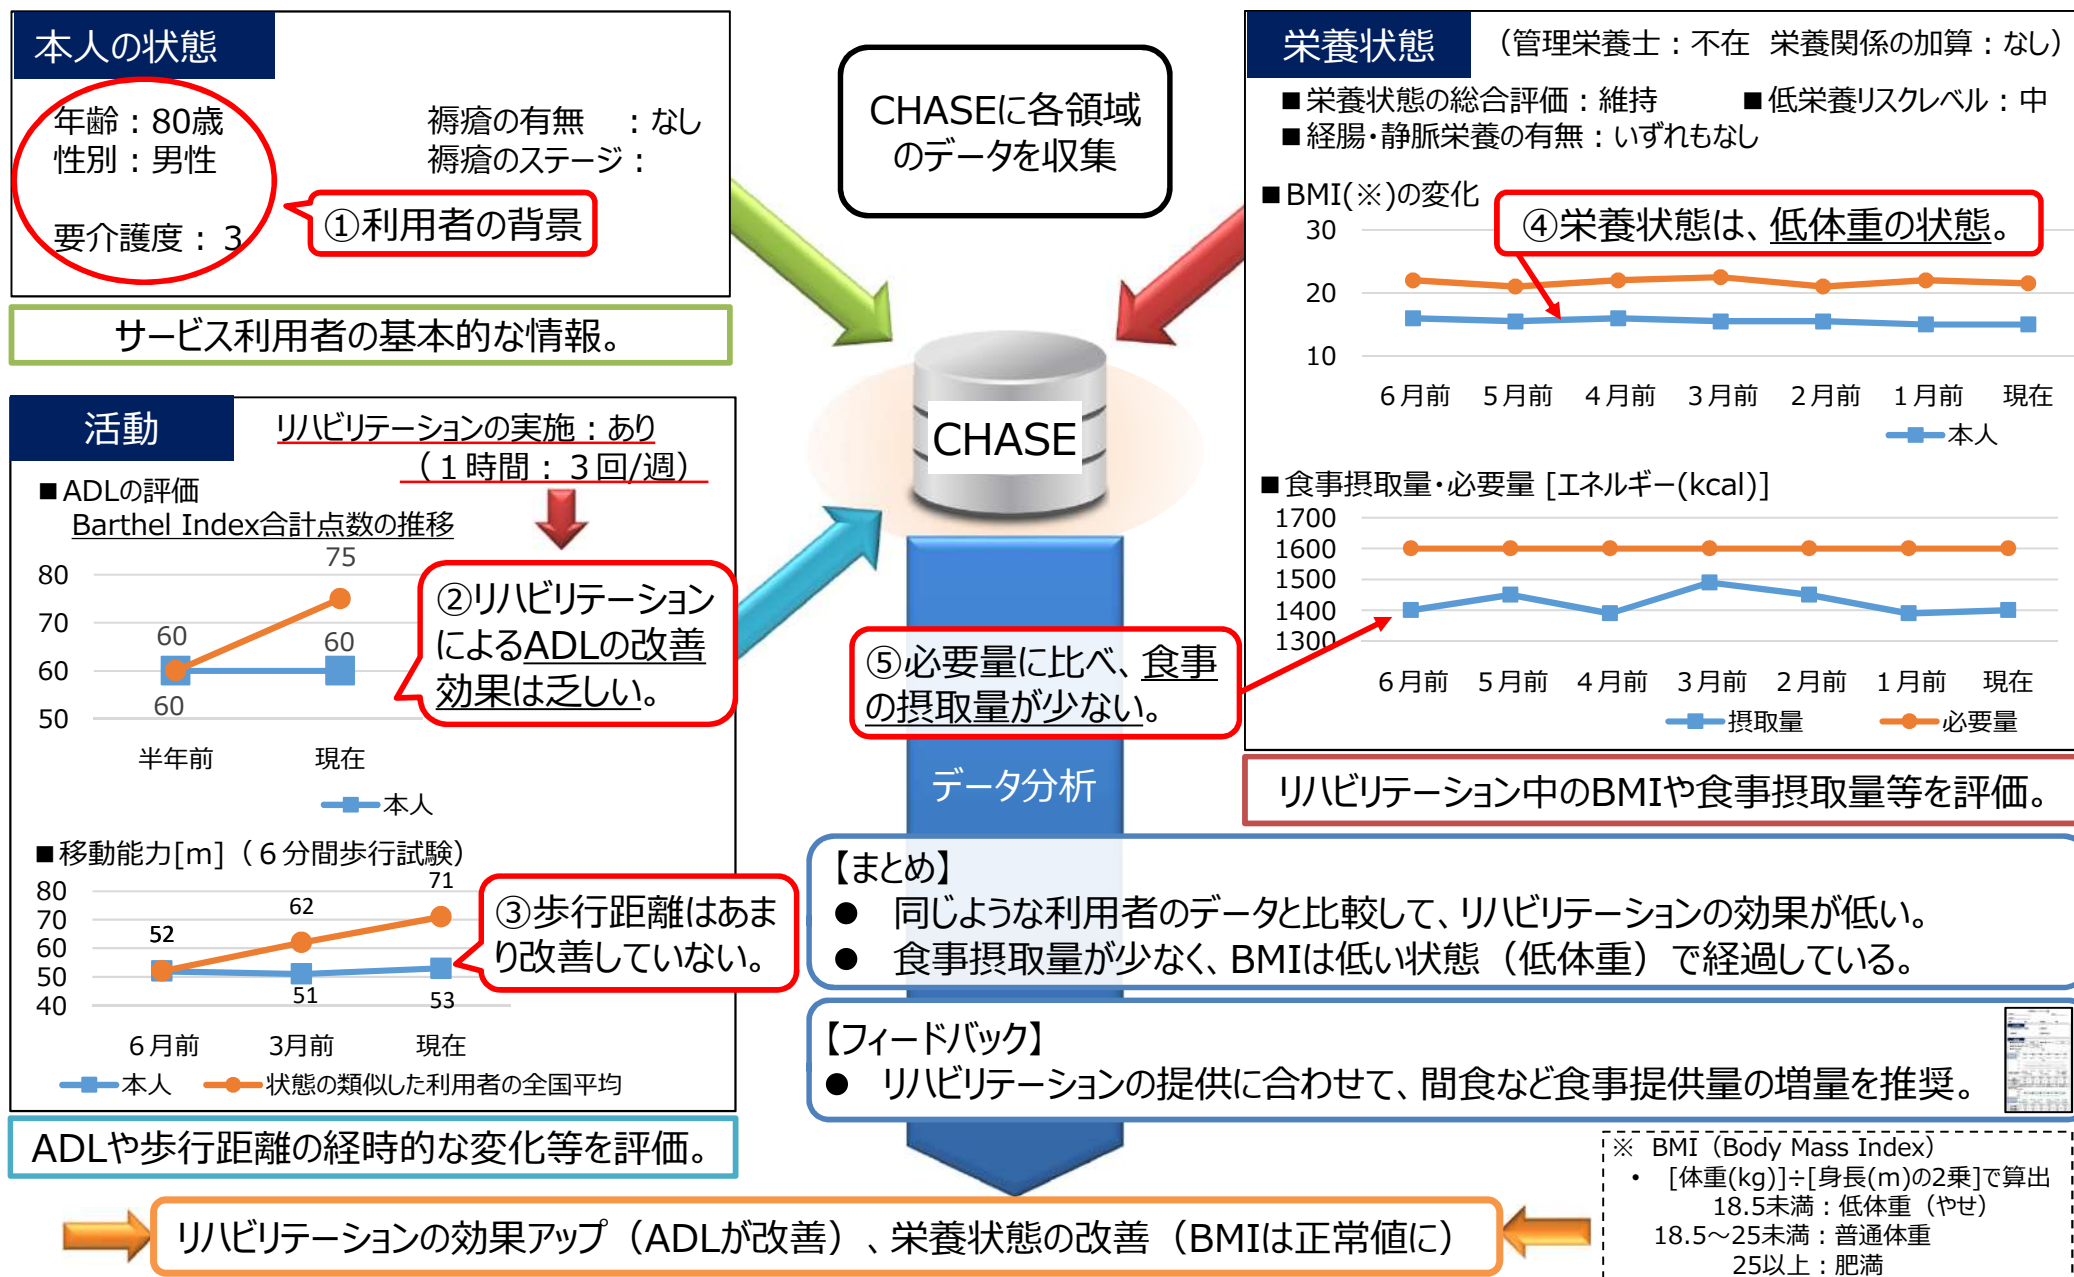 本人の状態
年齢：80歳
性別：男性
要介護度：３
褥瘡の有無　：なし
褥瘡のステージ：
①利用者の背景
サービス利用者の基本的な情報。
CHASEに各領域
のデータを収集
CHASE
データ分析
活動
リハビリテーションの実施：あり
（１時間：３回/週）
■ADLの評価
Barthel Index合計点数の推移
75
80
70
60
60
60
60
50
半年前 現在
本人
②リハビリテーション
によるADLの改善
効果は乏しい。
■移動能力[m]（６分間歩行試験）
80
70
60
50
40
52
62
71
51
53
６月前 3月前 現在
本人 状態の類似した利用者の全国平均
③歩行距離はあま
り改善していない。
ADLや歩行距離の経時的な変化等を評価。
栄養状態
（管理栄養士：不在 栄養関係の加算：なし）
■栄養状態の総合評価：維持 ■低栄養リスクレベル：中
■経腸・静脈栄養の有無：いずれもなし
■BMI(※)の変化
④栄養状態は、低体重の状態。
30
20
10
６月前 ５月前 ４月前 ３月前 ２月前 １月前 現在
本人
■食事摂取量・必要量 [エネルギー(kcal)]
1700
1600
1500
1400
1300
６月前 ５月前 ４月前 ３月前 ２月前 １月前 現在
摂取量 必要量
⑤必要量に比べ、食事
の摂取量が少ない。
リハビリテーション中のBMIや食事摂取量等を評価。
【まとめ】
● 同じような利用者のデータと比較して、リハビリテーションの効果が低い。
● 食事摂取量が少なく、BMIは低い状態（低体重）で経過している。
【フィードバック】
● リハビリテーションの提供に合わせて、間食など食事提供量の増量を推奨。
リハビリテーションの効果アップ（ADLが改善）、栄養状態の改善（BMIは正常値に）
※ BMI（Body Mass Index）
・ [体重(kg)]÷[身長(m)の2乗]で算出
18.5未満：低体重（やせ）
18.5～25未満：普通体重
25以上：肥満